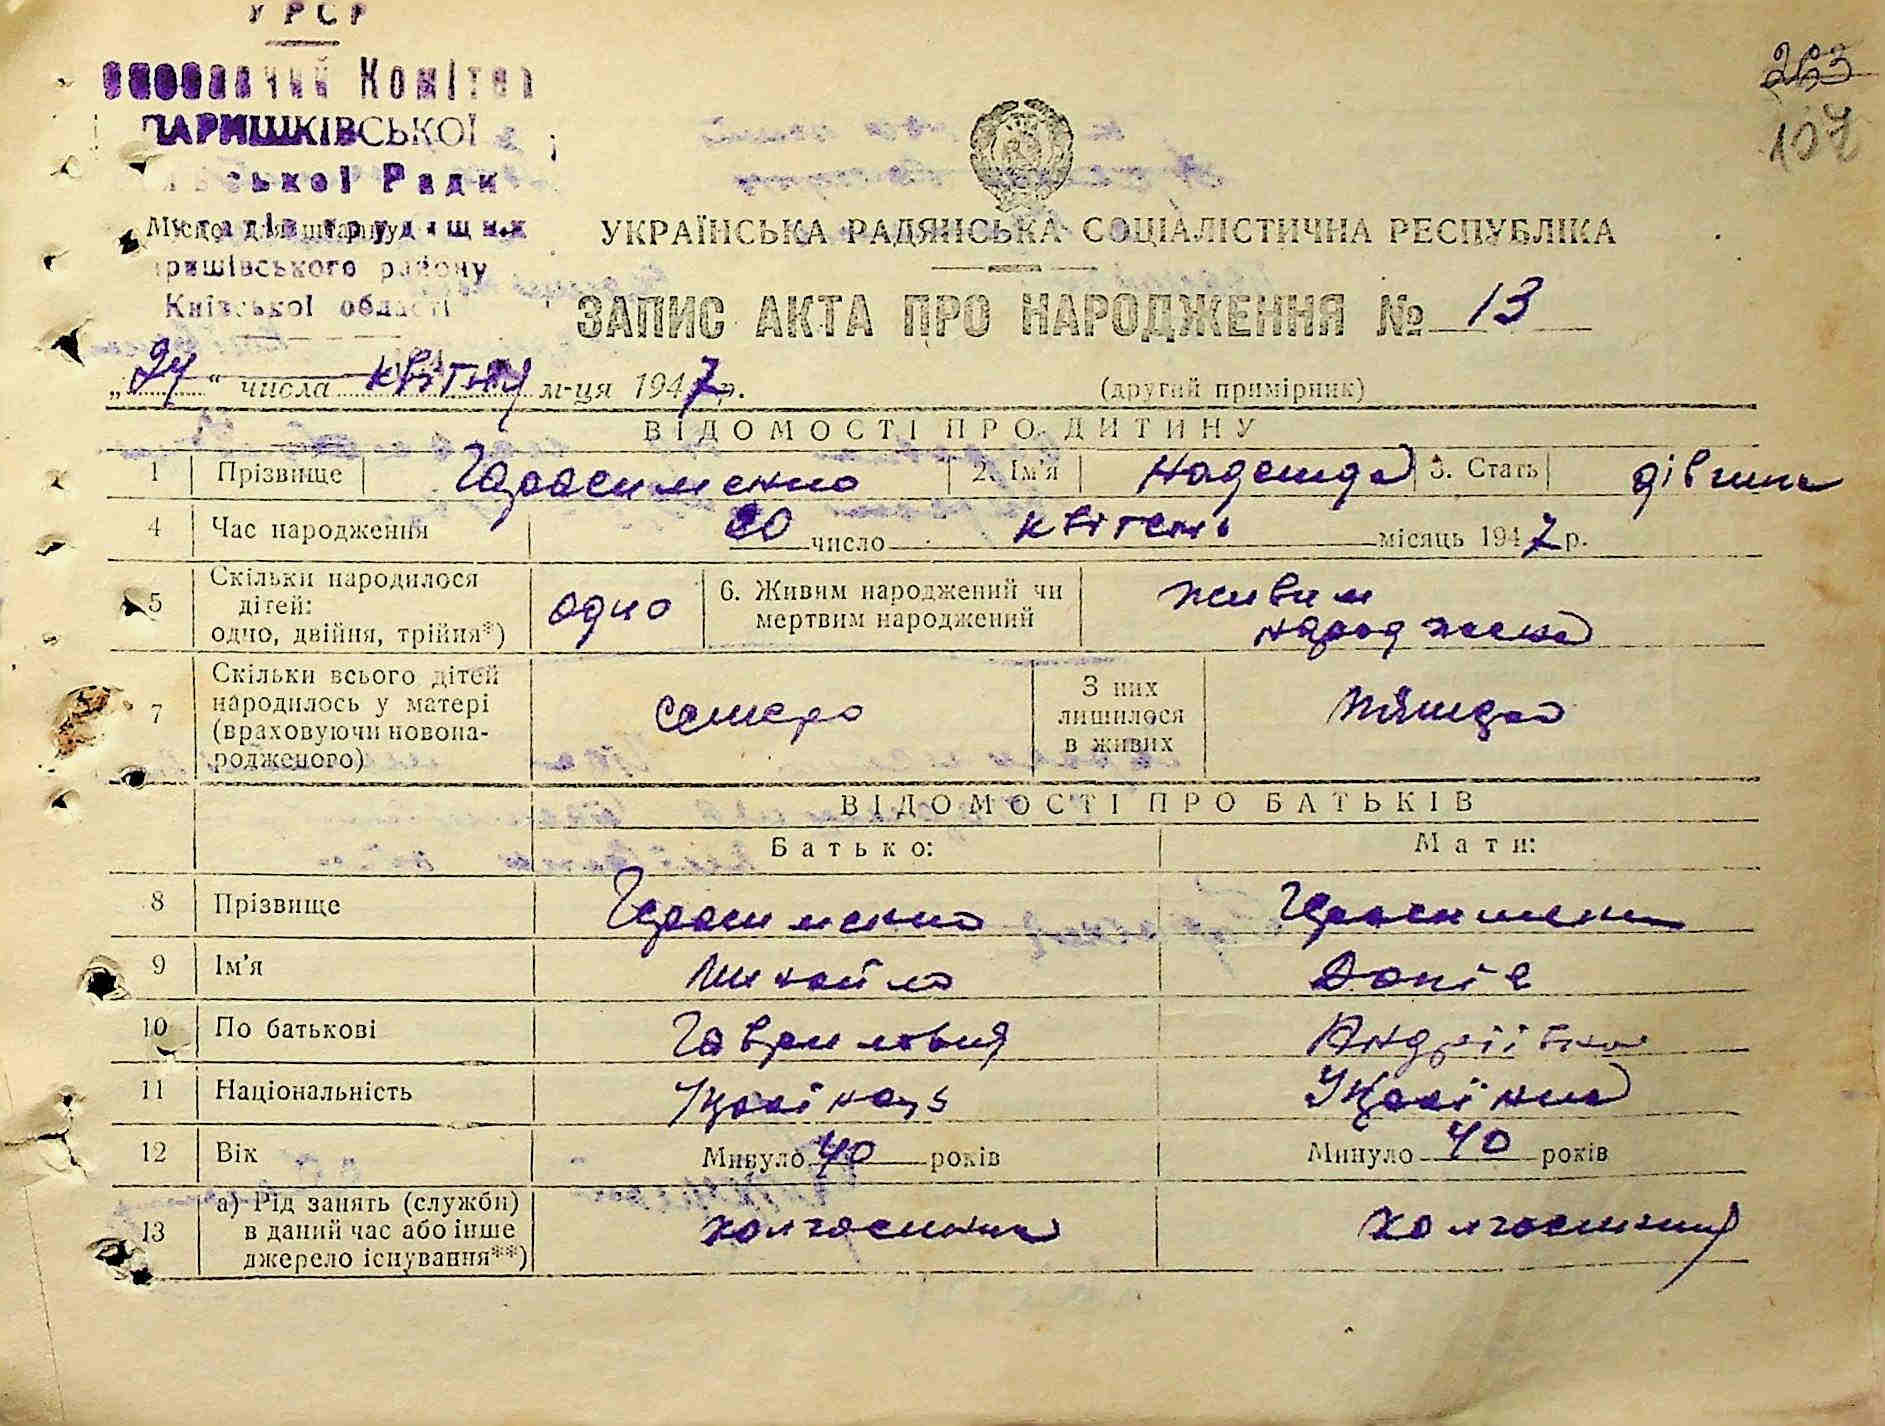 УРСР
Виконавчий Комітет
ПАРИШКІВСЬКОЇ
ської Ради
Місце для штампу
депутатів трудящих
ришівського району
Київської області
263
107
УКРАЇНСЬКА РАДЯНСЬКА СОЦІАЛІСТИЧНА РЕСПУБЛІКА
ЗАПИС АКТА ПРО НАРОДЖЕННЯ № 13
„24“ числа квітня м-ця 1947 р. (другий примірник)
ВІДОМОСТІ ПРО ДИТИНУ
1 Прізвище Герасименко 2. Ім'я Надежда 3. Стать дівчина
4 Час народження 20 число квітень місяць 1947 р.
5 Скільки народилося дітей: одно, двійня, трійня*) одно 6. Живим народжений чи мертвим народжений живим народжена
7 Скільки всього дітей народилось у матері (враховуючи новонародженого) семеро З них лишилося в живих
ВІДОМОСТІ ПРО БАТЬКІВ
Батько: Мати:
8 Прізвище Герасименко Герасименко
9 Ім'я Михайло
10 По батькові Гаврилович Андріївна
11 Національність Українець Українка
12 Вік Минуло 40 років Минуло 40 років
13 а) Рід занять (служби) в даний час або інше джерело існування**) колгоспник колгоспниця